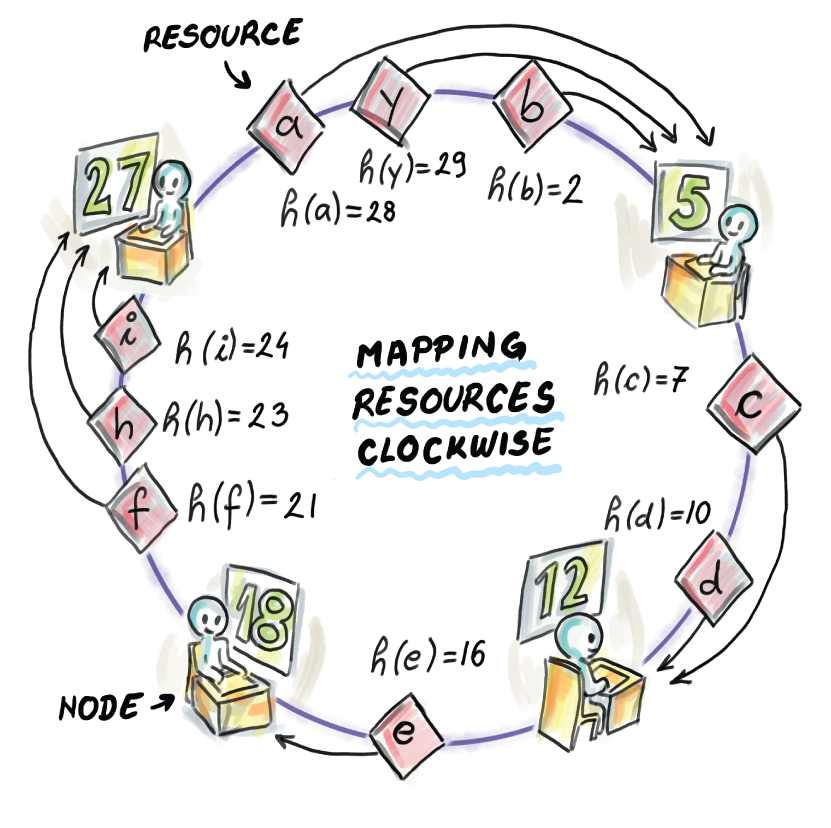 RESOURCE
a
y
b
h(y)=29
h(b)=2
h(a)=28
27
5
i
h(i)=24
MAPPING
RESOURCES
CLOCKWISE
h(c)=7
c
h
h(h)=23
f
h(f)=21
h(d)=10
d
12
18
h(e)=16
NODE
e